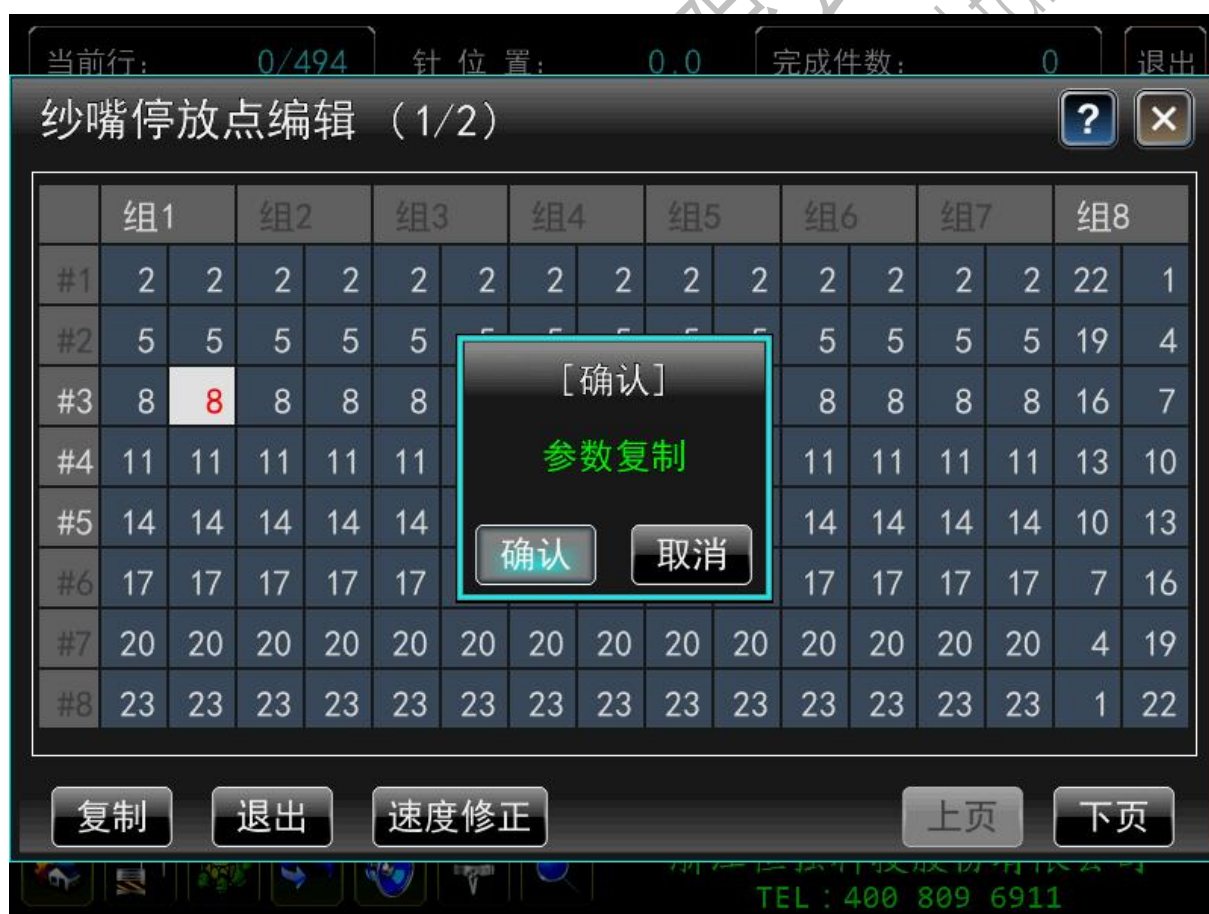 当前行: 0/494 针位置: 0.0 完成件数: 0 退出
纱嘴停放点编辑 (1/2) ?
组1 组2 组3 组4 组5 组6 组7 组8
#1 2 2 2 2 2 2 2 2 2 2 2 2 2 2 22 1
#2 5 5 5 5 5 5 5 5 5 19 4
[确认]
#3 8 8 8 8 8 8 8 8 8 16 7
参数复制
#4 11 11 11 11 11 11 11 11 11 13 10
#5 14 14 14 14 14 14 14 14 14 10 13
确认 取消
#6 17 17 17 17 17 17 17 17 17 7 16
#7 20 20 20 20 20 20 20 20 20 20 20 20 20 20 4 19
#8 23 23 23 23 23 23 23 23 23 23 23 23 23 23 1 22
复制 退出 速度修正 上页 下页
TEL:400 809 6911